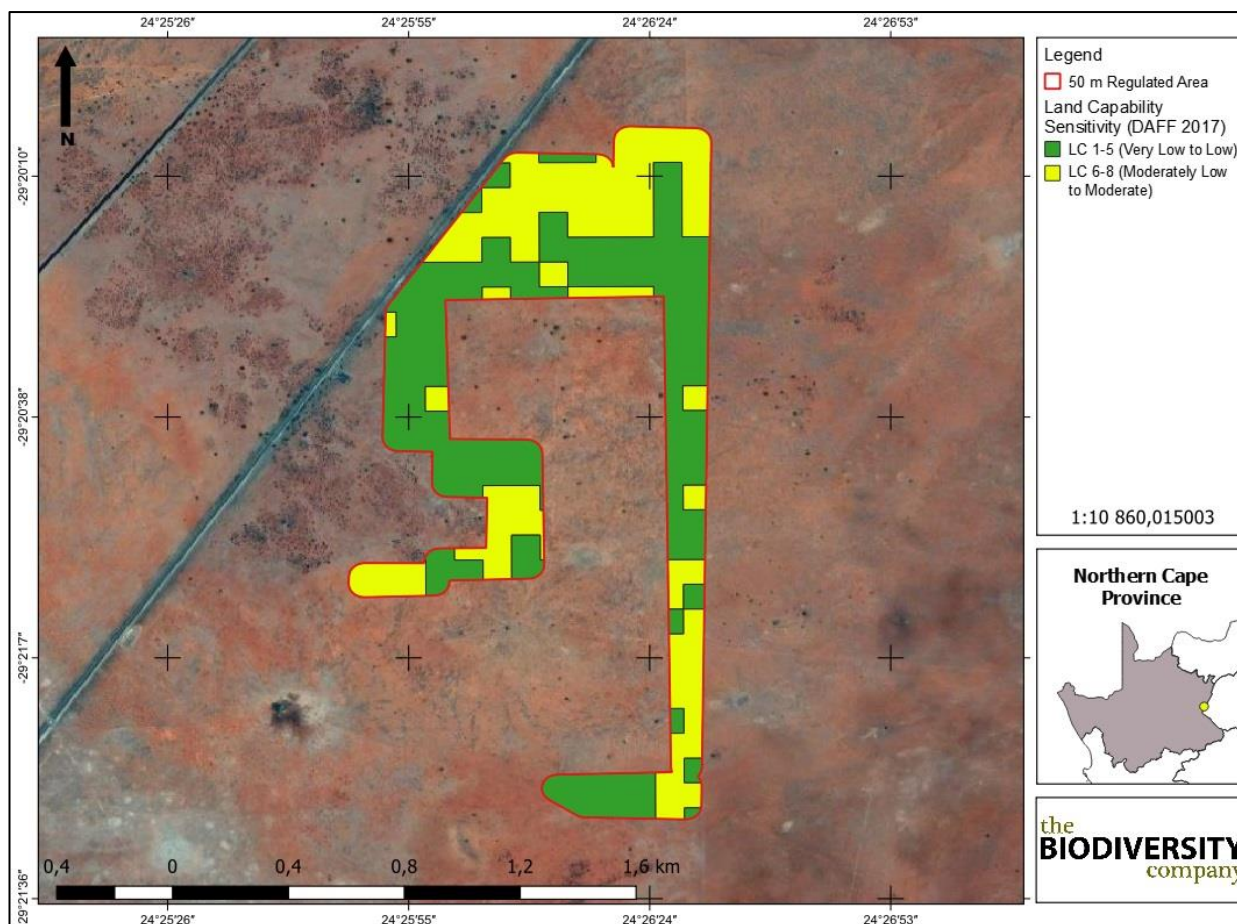 24°25'26" 24°25'55" 24°26'24" 24°26'53"
N
-29°20'10"
-29°20'38"
-29°21'7"
-29°21'36"
0,4 0 0,4 0,8 1,2 1,6 km
24°25'26" 24°25'55" 24°26'24" 24°26'53"
Legend
50 m Regulated Area
Land Capability
Sensitivity (DAFF 2017)
LC 1-5 (Very Low to Low)
LC 6-8 (Moderately Low
to Moderate)
1:10 860,015003
Northern Cape
Province
the
BIODIVERSITY
company